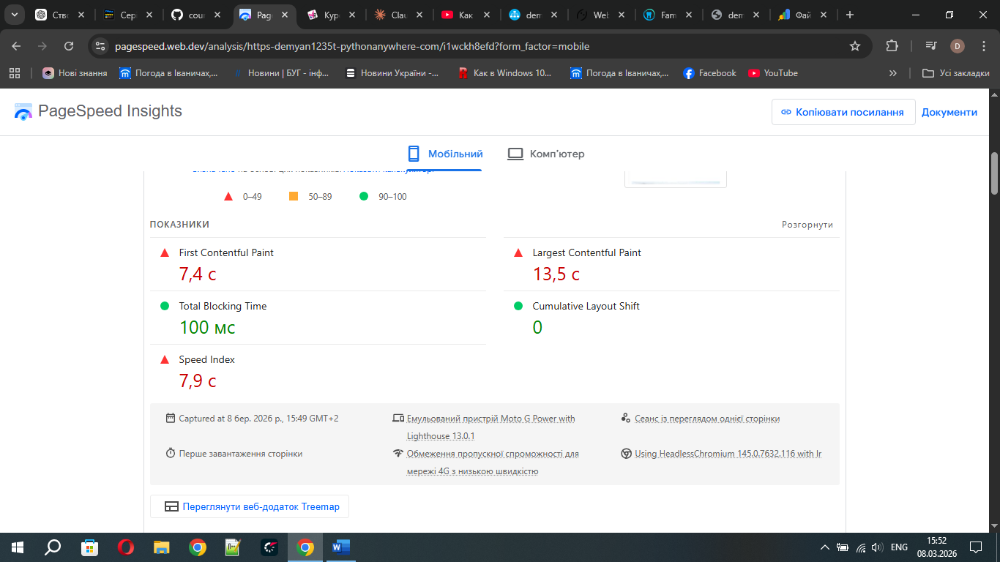 Ство
Сері
cour
Page
Кур
Clau
Как
dem
Web
Fam
dem
Фай
pagespeed.web.dev/analysis/https-demyan1235t-pythonanywhere-com/i1wckh8efd?form_factor=mobile
D
Нові знання
Погода в Іваничах,...
Новини | БУГ - інф...
Новини України -...
Как в Windows 10...
Погода в Іваничах,...
Facebook
YouTube
Усі закладки
PageSpeed Insights
Копіювати посилання
Документи
Мобільний
Комп'ютер
0–49
50–89
90–100
ПОКАЗНИКИ
Розгорнути
First Contentful Paint
7,4 с
Largest Contentful Paint
13,5 с
Total Blocking Time
100 мс
Cumulative Layout Shift
0
Speed Index
7,9 с
Captured at 8 бер. 2026 р., 15:49 GMT+2
Емульований пристрій Moto G Power with
Lighthouse 13.0.1
Сеанс із переглядом однієї сторінки
Перше завантаження сторінки
Обмеження пропускної спроможності для
мережі 4G з низькою швидкістю
Using HeadlessChromium 145.0.7632.116 with lr
Переглянути веб-додаток Treemap
ENG
15:52
08.03.2026